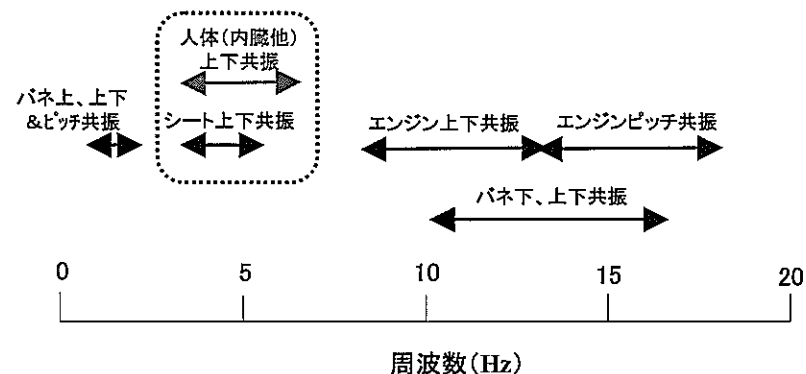 人体(内臓他)
上下共振
バネ上、上下
&ピッチ共振
シート上下共振
エンジン上下共振
エンジンピッチ共振
バネ下、上下共振
0
5
10
15
20
周波数(Hz)